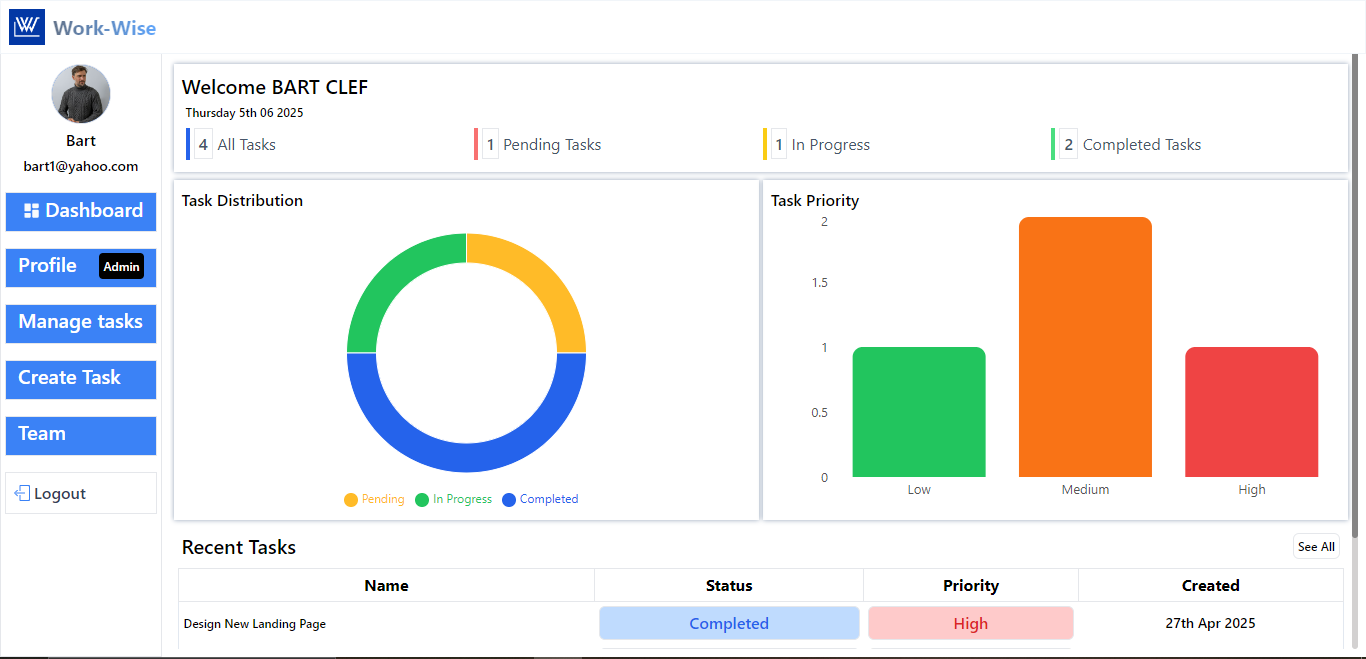 W Work-Wise
Bart
bart1@yahoo.com
Dashboard
Profile Admin
Manage tasks
Create Task
Team
Logout
Welcome BART CLEF
Thursday 5th 06 2025
4 All Tasks 1 Pending Tasks 1 In Progress 2 Completed Tasks
Task Distribution
Pending In Progress Completed
Task Priority
2
1.5
1
0.5
0
Low Medium High
Recent Tasks See All
Name Status Priority Created
Design New Landing Page Completed High 27th Apr 2025